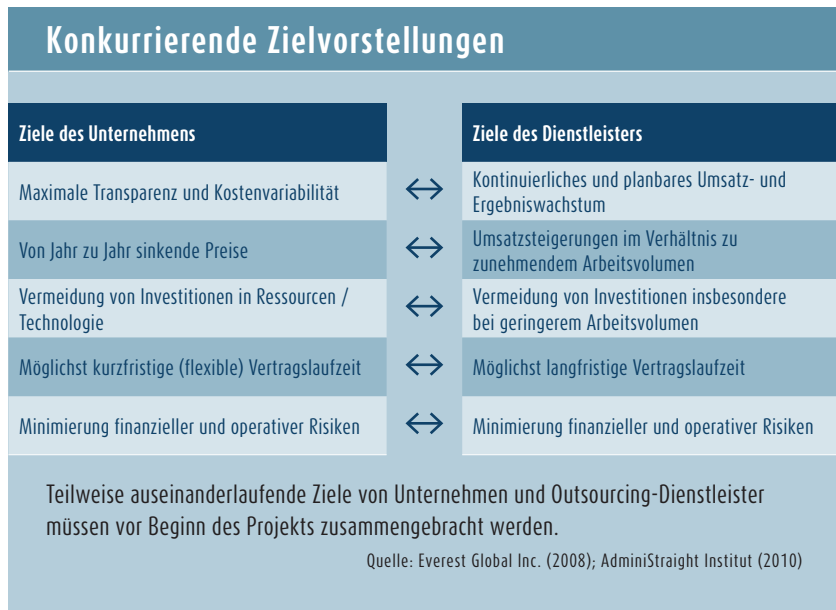 Konkurrierende Zielvorstellungen
Ziele des Unternehmens
Ziele des Dienstleisters
Maximale Transparenz und Kostenvariabilität
↔
Kontinuierliches und planbares Umsatz- und
Ergebniswachstum
Von Jahr zu Jahr sinkende Preise
↔
Umsatzsteigerungen im Verhältnis zu
zunehmendem Arbeitsvolumen
Vermeidung von Investitionen in Ressourcen /
Technologie
↔
Vermeidung von Investitionen insbesondere
bei geringerem Arbeitsvolumen
Möglichst kurzfristige (flexible) Vertragslaufzeit
↔
Möglichst langfristige Vertragslaufzeit
Minimierung finanzieller und operativer Risiken
↔
Minimierung finanzieller und operativer Risiken
Teilweise auseinanderlaufende Ziele von Unternehmen und Outsourcing-Dienstleister
müssen vor Beginn des Projekts zusammengebracht werden.
Quelle: Everest Global Inc. (2008); AdminiStraight Institut (2010)